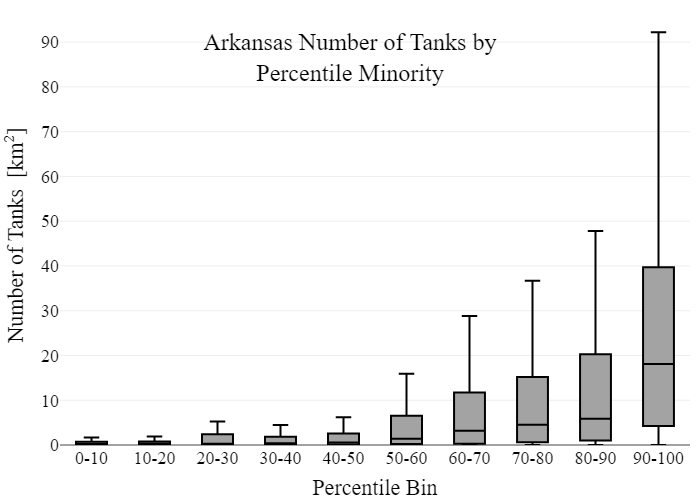 Arkansas Number of Tanks by
Percentile Minority
Number of Tanks [km²]
90
80
70
60
50
40
30
20
10
0
0-10 10-20 20-30 30-40 40-50 50-60 60-70 70-80 80-90 90-100
Percentile Bin